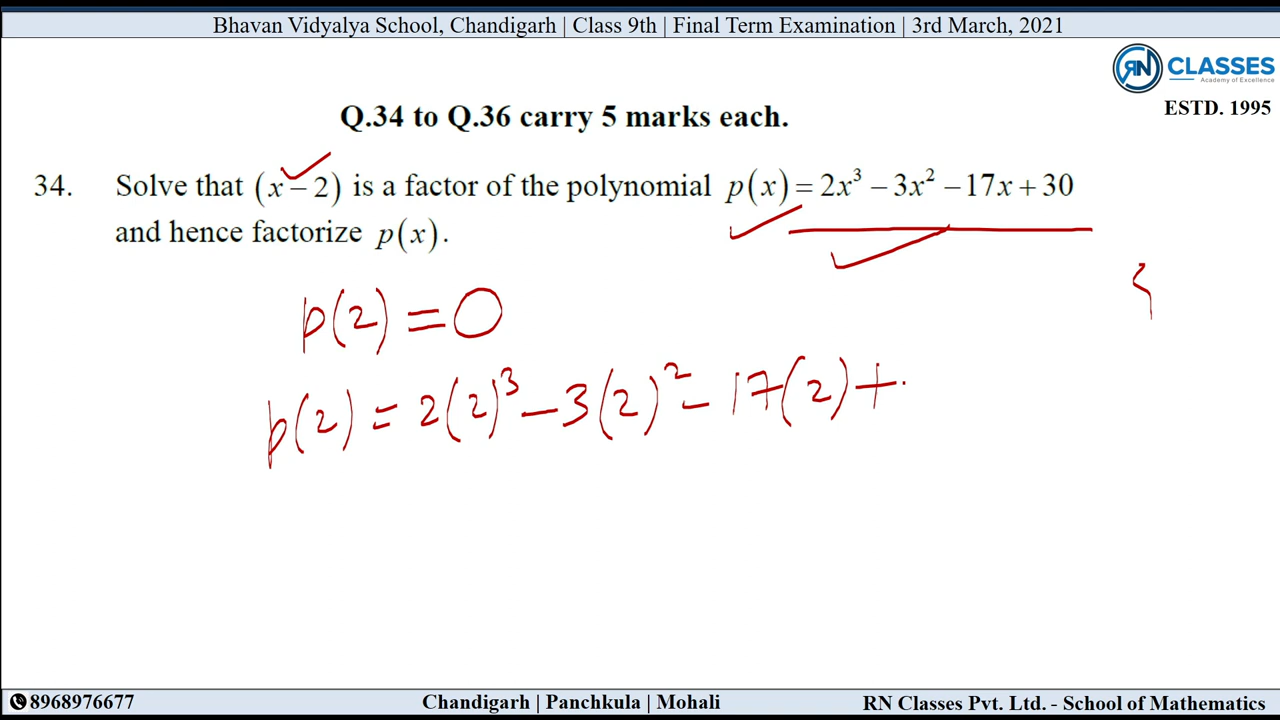 Bhavan Vidyalya School, Chandigarh | Class 9th | Final Term Examination | 3rd March, 2021
RN CLASSES
Academy of Excellence
ESTD. 1995
Q.34 to Q.36 carry 5 marks each.
34. Solve that (x − 2) is a factor of the polynomial p(x) = 2x³ − 3x² − 17x + 30
and hence factorize p(x).
p(2) = 0
p(2) = 2(2)³ − 3(2)² − 17(2) +
8968976677
Chandigarh | Panchkula | Mohali
RN Classes Pvt. Ltd. - School of Mathematics